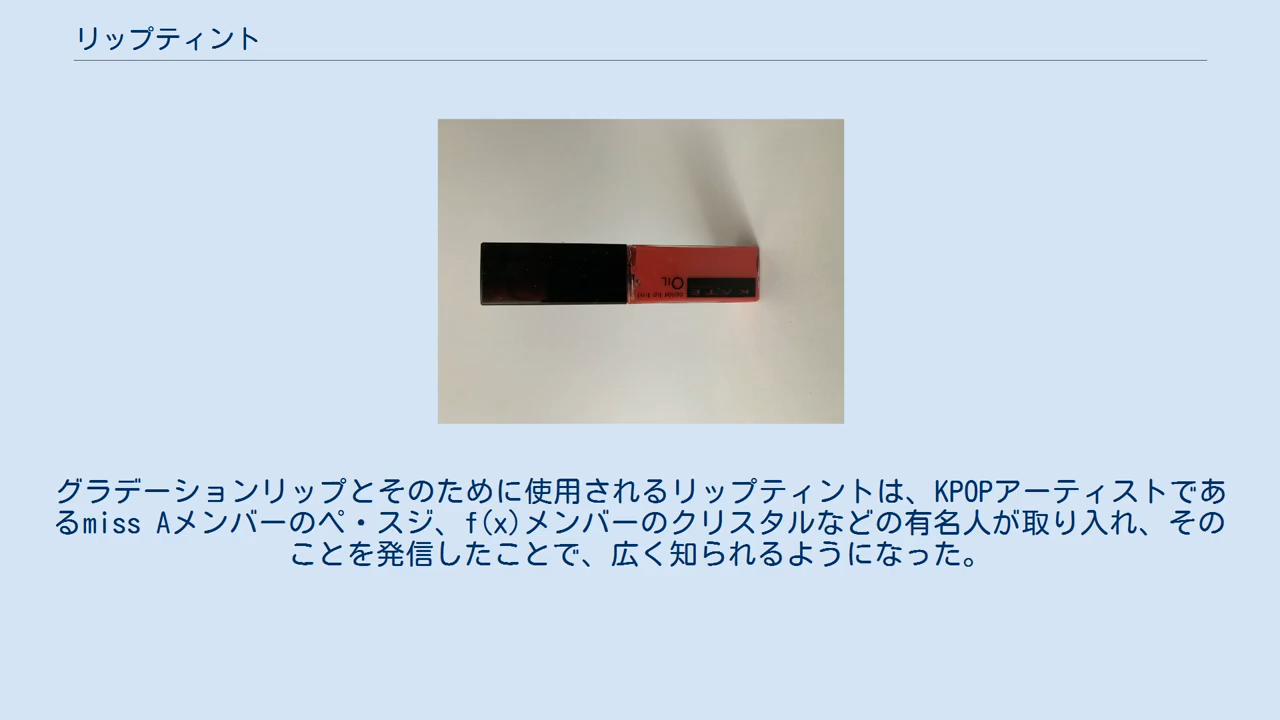 リップティント
OIL
color lip tint
KATE
グラデーションリップとそのために使用されるリップティントは、KPOPアーティストであ
るmiss Aメンバーのペ・スジ、f(x)メンバーのクリスタルなどの有名人が取り入れ、その
ことを発信したことで、広く知られるようになった。